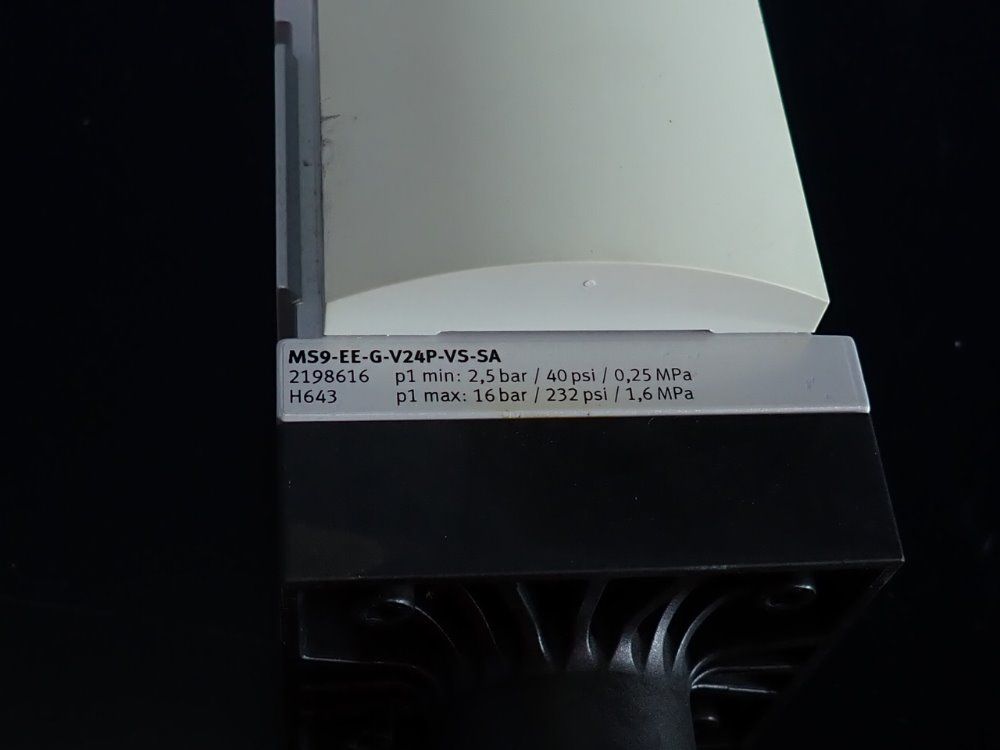 MS9-EE-G-V24P-VS-SA
2198616 p1 min: 2,5 bar / 40 psi / 0,25 MPa
H643 p1 max: 16 bar / 232 psi / 1,6 MPa